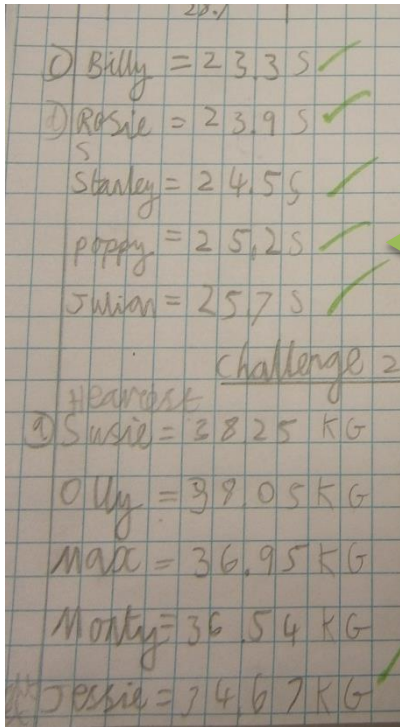 c) Billy = 23.3 S
d) Rosie = 23.9 S
S
Stanley = 24.5 S
Poppy = 25.2 S
Julian = 25.7 S
Challenge 2
Heaviest
1) Susie = 38.25 KG
Olly = 38.05 KG
Max = 36.95 KG
Monty = 36.54 KG
Jessie = 34.67 KG